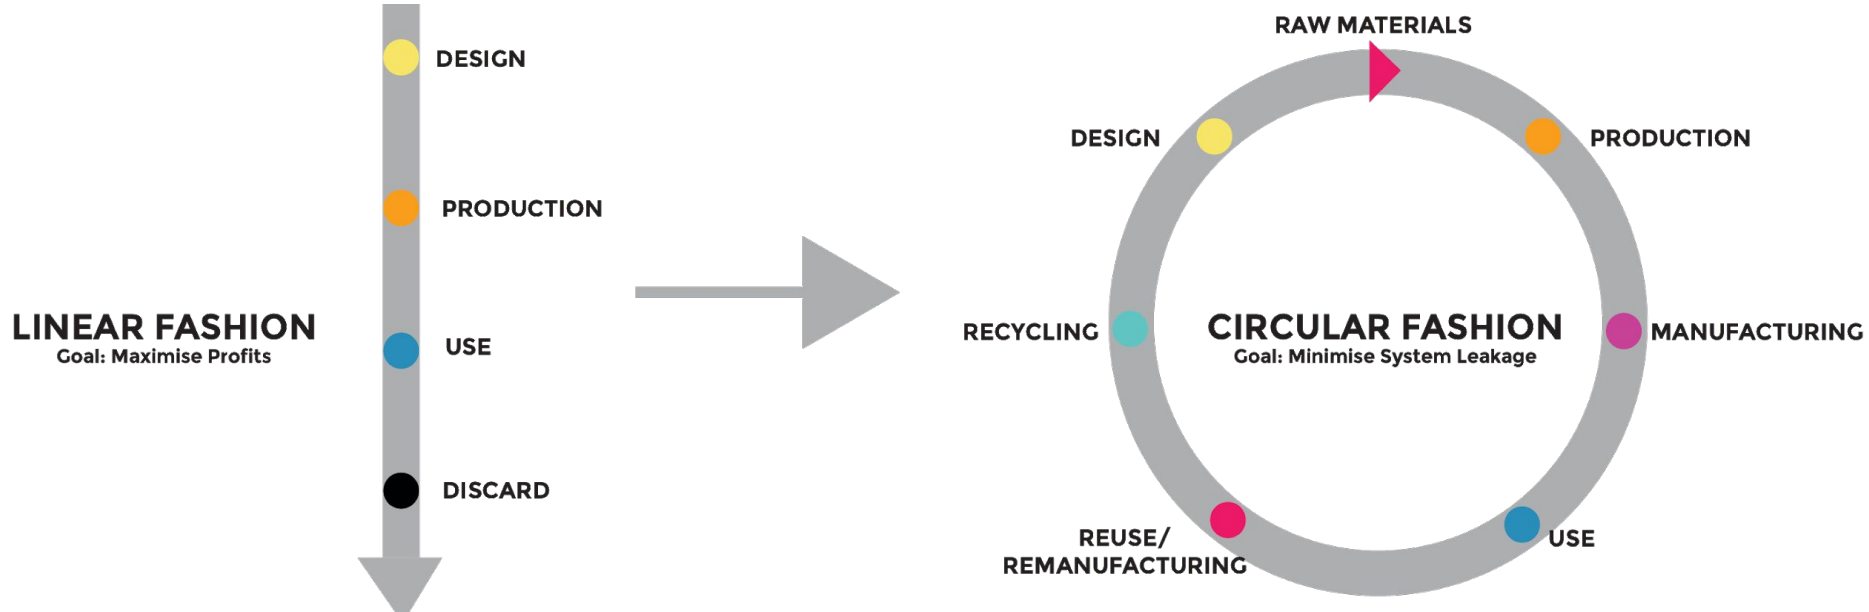 DESIGN
PRODUCTION
LINEAR FASHION
Goal: Maximise Profits
USE
DISCARD
RAW MATERIALS
DESIGN
PRODUCTION
RECYCLING
CIRCULAR FASHION
Goal: Minimise System Leakage
MANUFACTURING
REUSE/
REMANUFACTURING
USE